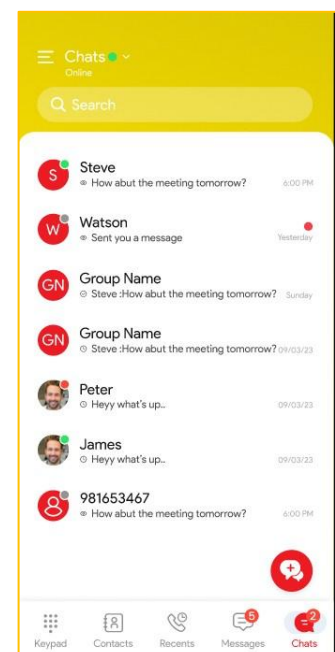 Chats
Online
Search
S
Steve
How abut the meeting tomorrow?
6:00 PM
W
Watson
Sent you a message
Yesterday
GN
Group Name
Steve :How abut the meeting tomorrow?
Sunday
GN
Group Name
Steve :How abut the meeting tomorrow?
09/03/23
Peter
Heyy what's up..
09/03/23
James
Heyy what's up..
09/03/23
981653467
How abut the meeting tomorrow?
6:00 PM
5
2
Keypad
Contacts
Recents
Messages
Chats